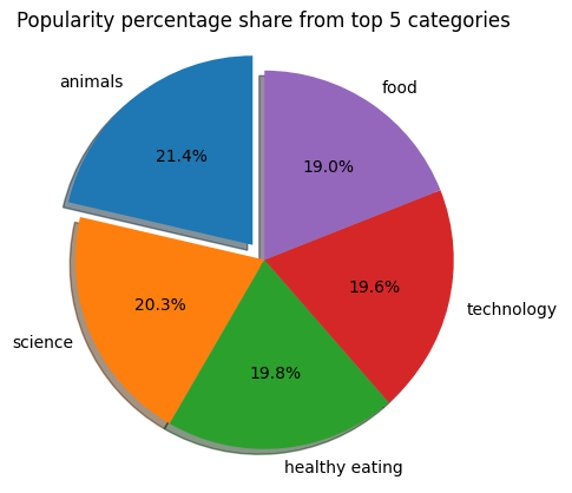 Popularity percentage share from top 5 categories
animals
food
21.4%
19.0%
19.6%
20.3%
technology
science
19.8%
healthy eating